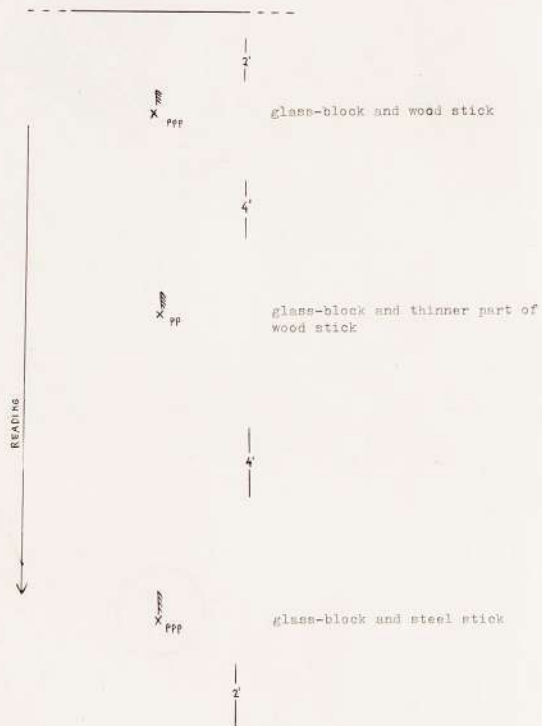 2'
glass-block and wood stick
x ppp
4'
glass-block and thinner part of
wood stick
x pp
READING
4'
glass-block and steel stick
x ppp
2'